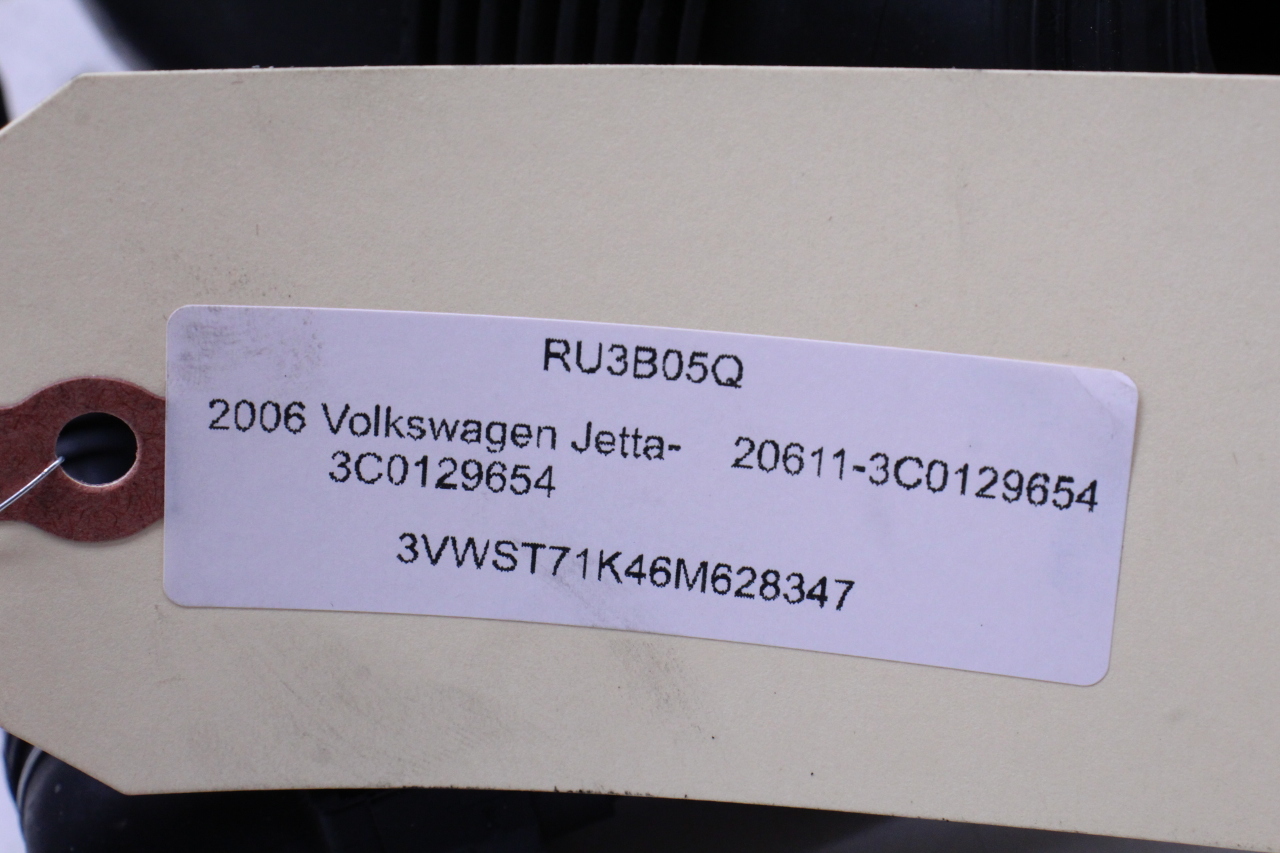 RU3B05Q
2006 Volkswagen Jetta- 20611-3C0129654
3C0129654
3VWST71K46M628347